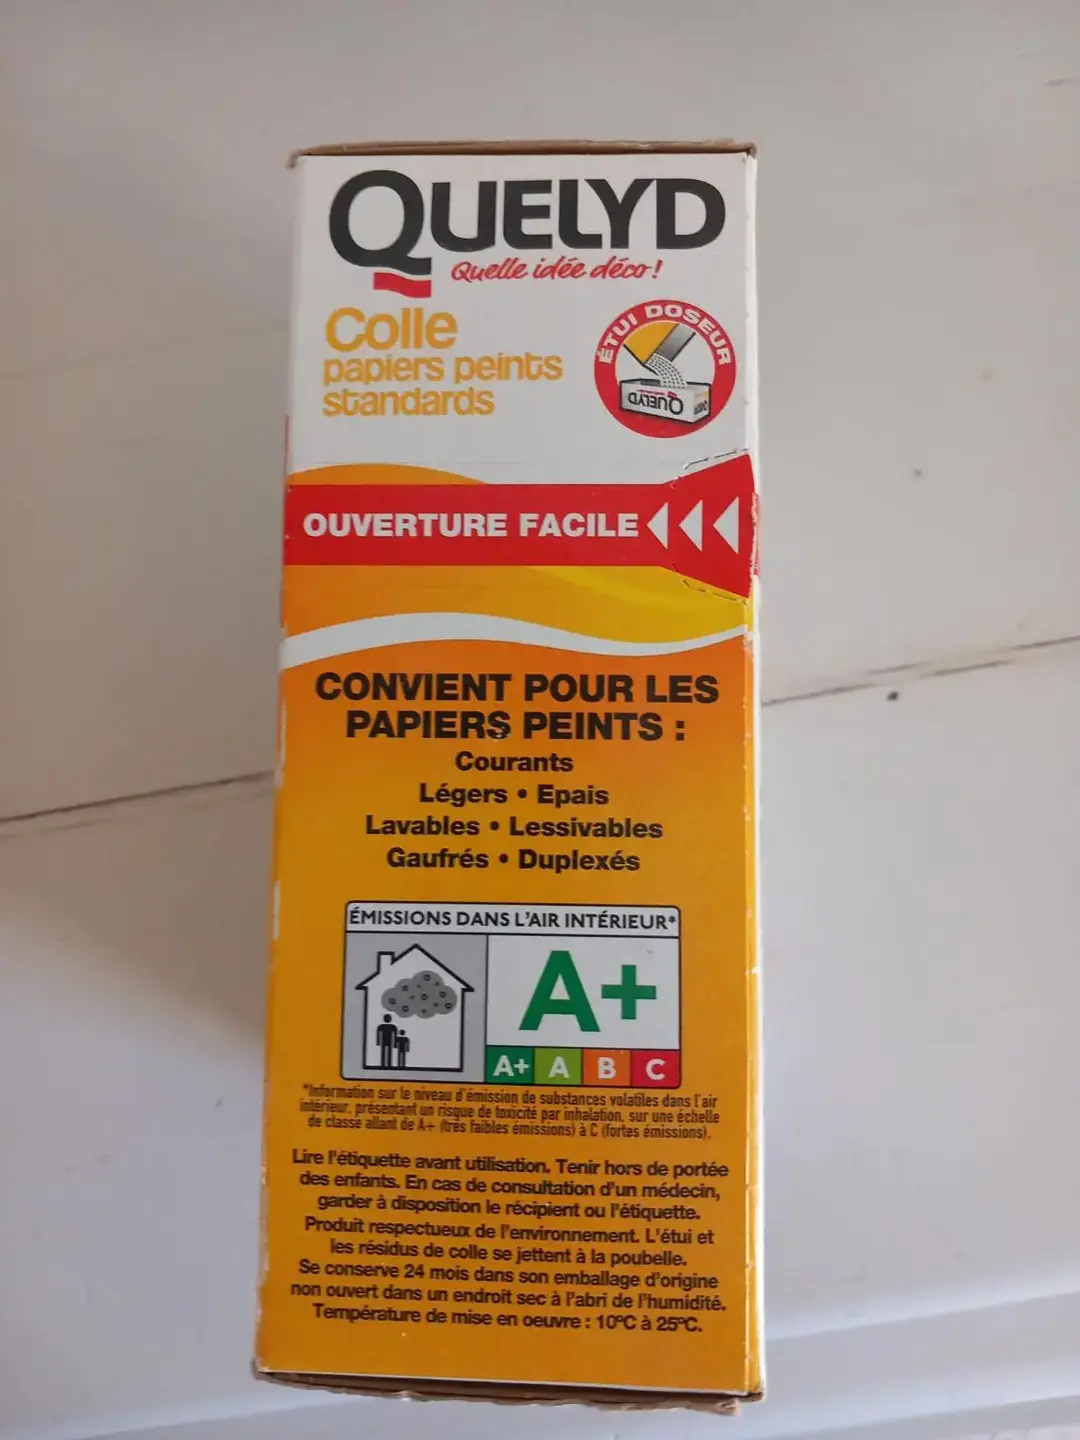 QUELYD
Quelle idée déco !
Colle
papiers peints
standards
ÉTUI DOSEUR
QUELYD
OUVERTURE FACILE
CONVIENT POUR LES
PAPIERS PEINTS :
Courants
Légers • Epais
Lavables • Lessivables
Gaufrés • Duplexés
ÉMISSIONS DANS L'AIR INTÉRIEUR*
A+
A+ A B C
*Information sur le niveau d'émission de substances volatiles dans l'air
intérieur, présentant un risque de toxicité par inhalation, sur une échelle
de classe allant de A+ (très faibles émissions) à C (fortes émissions).
Lire l'étiquette avant utilisation. Tenir hors de portée
des enfants. En cas de consultation d'un médecin,
garder à disposition le récipient ou l'étiquette.
Produit respectueux de l'environnement. L'étui et
les résidus de colle se jettent à la poubelle.
Se conserve 24 mois dans son emballage d'origine
non ouvert dans un endroit sec à l'abri de l'humidité.
Température de mise en oeuvre : 10°C à 25°C.